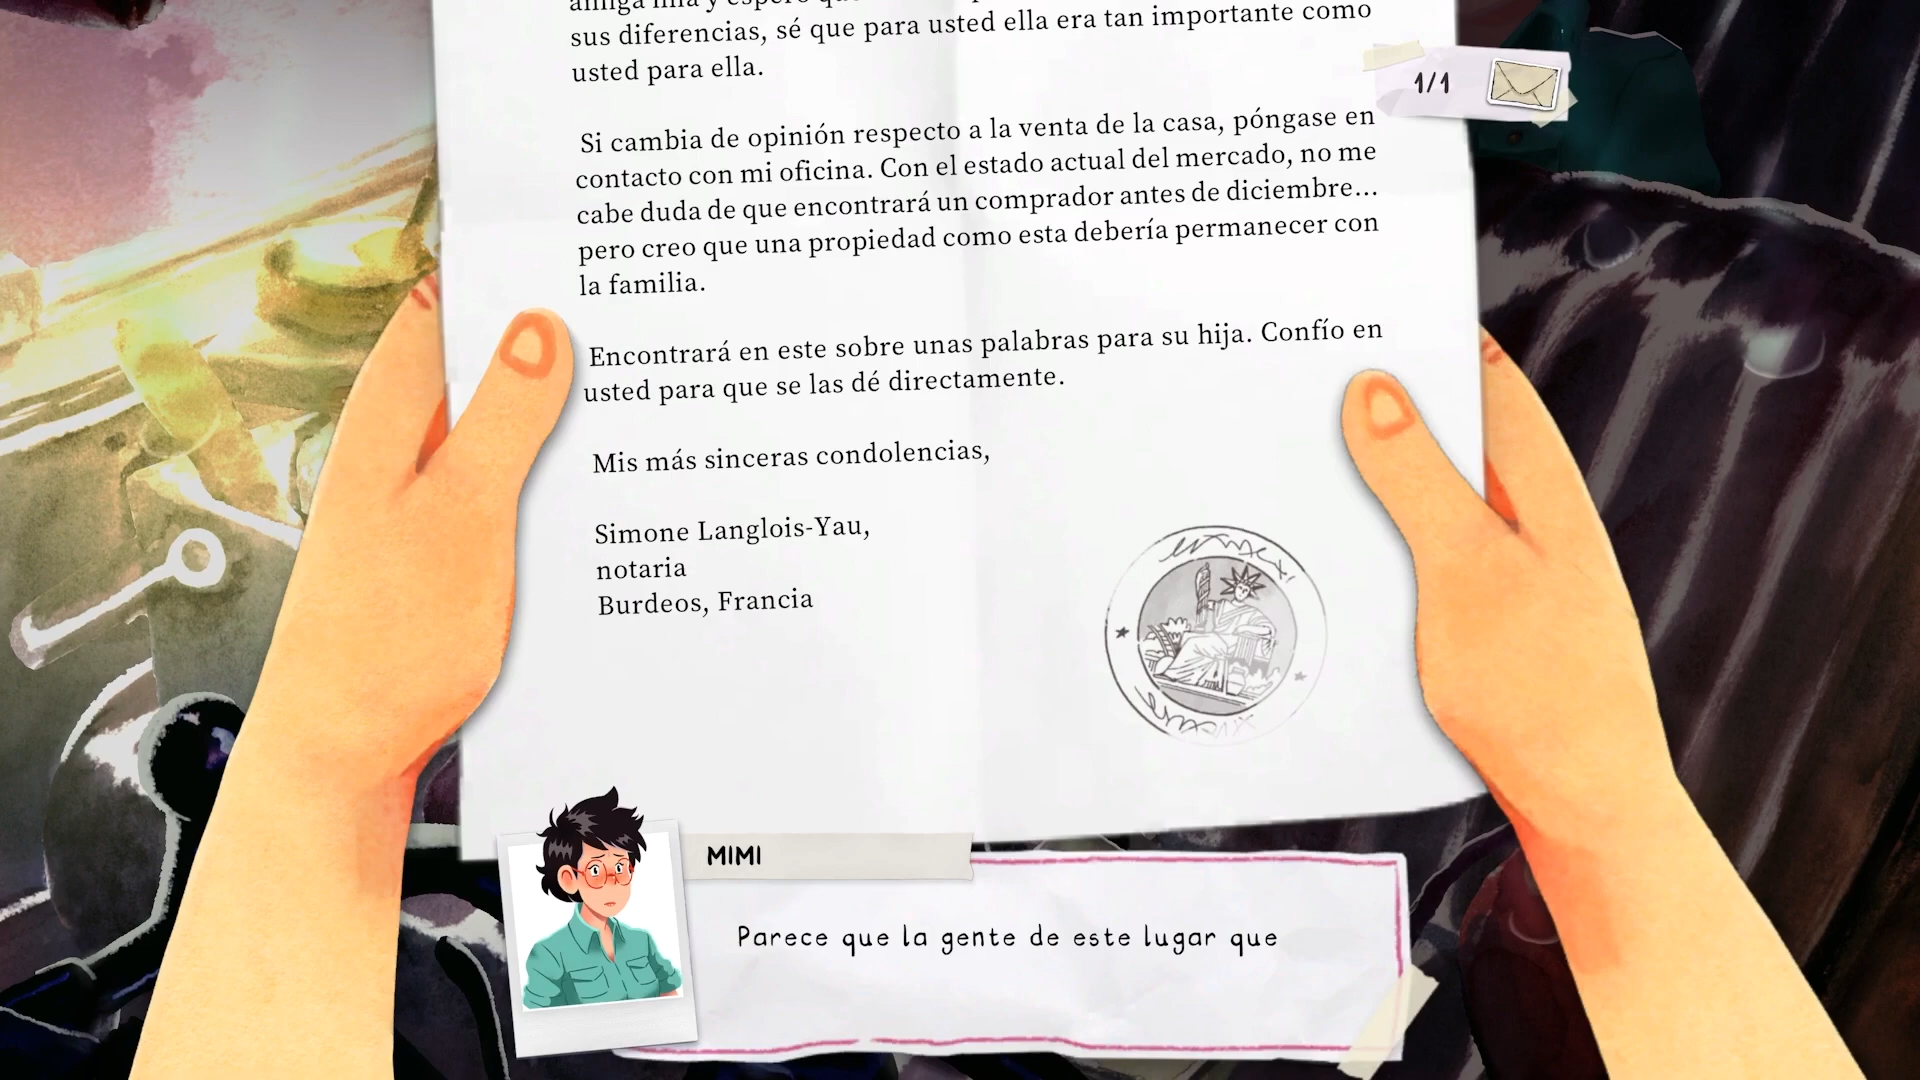 sus diferencias, sé que para usted ella era tan importante como
usted para ella.
Si cambia de opinión respecto a la venta de la casa, póngase en
contacto con mi oficina. Con el estado actual del mercado, no me
cabe duda de que encontrará un comprador antes de diciembre...
pero creo que una propiedad como esta debería permanecer con
la familia.
Encontrará en este sobre unas palabras para su hija. Confío en
usted para que se las dé directamente.
Mis más sinceras condolencias,
Simone Langlois-Yau,
notaria
Burdeos, Francia
1/1
MIMI
Parece que la gente de este lugar que